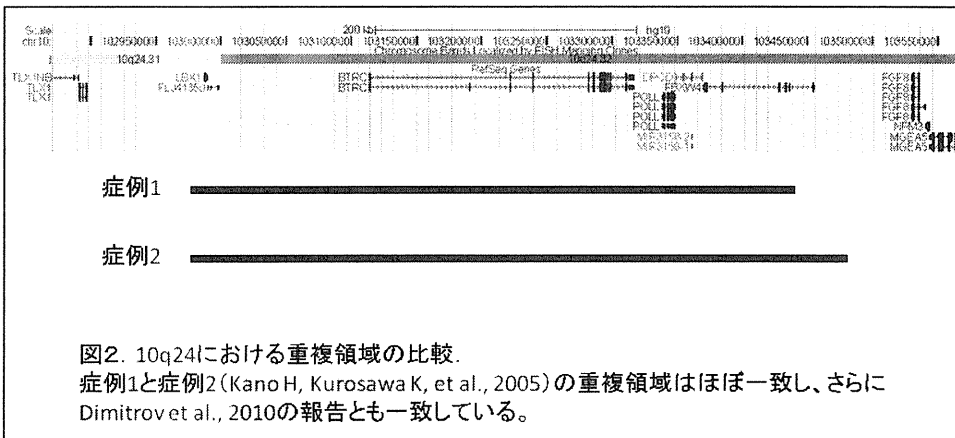 Scale
chr10:
200 kb
hg19
102950000 103000000 103050000 103100000 103150000 103200000 103250000 103300000 103350000 103400000 103450000 103500000 103550000
Chromosome Bands Localized by FISH Mapping Clones
10q24.31 10q24.32
RefSeq Genes
TLX1NB LBX1 BTRC FGF8
TLX1 BTRC FBXW4 FGF8
TLX1 POLL FGF8
POLL FGF8
POLL NPM3
POLL MGEA5
MGEA5
症例1
症例2
図2. 10q24における重複領域の比較.
症例1と症例2(Kano H, Kurosawa K, et al., 2005)の重複領域はほぼ一致し、さらに
Dimitrov et al., 2010の報告とも一致している。